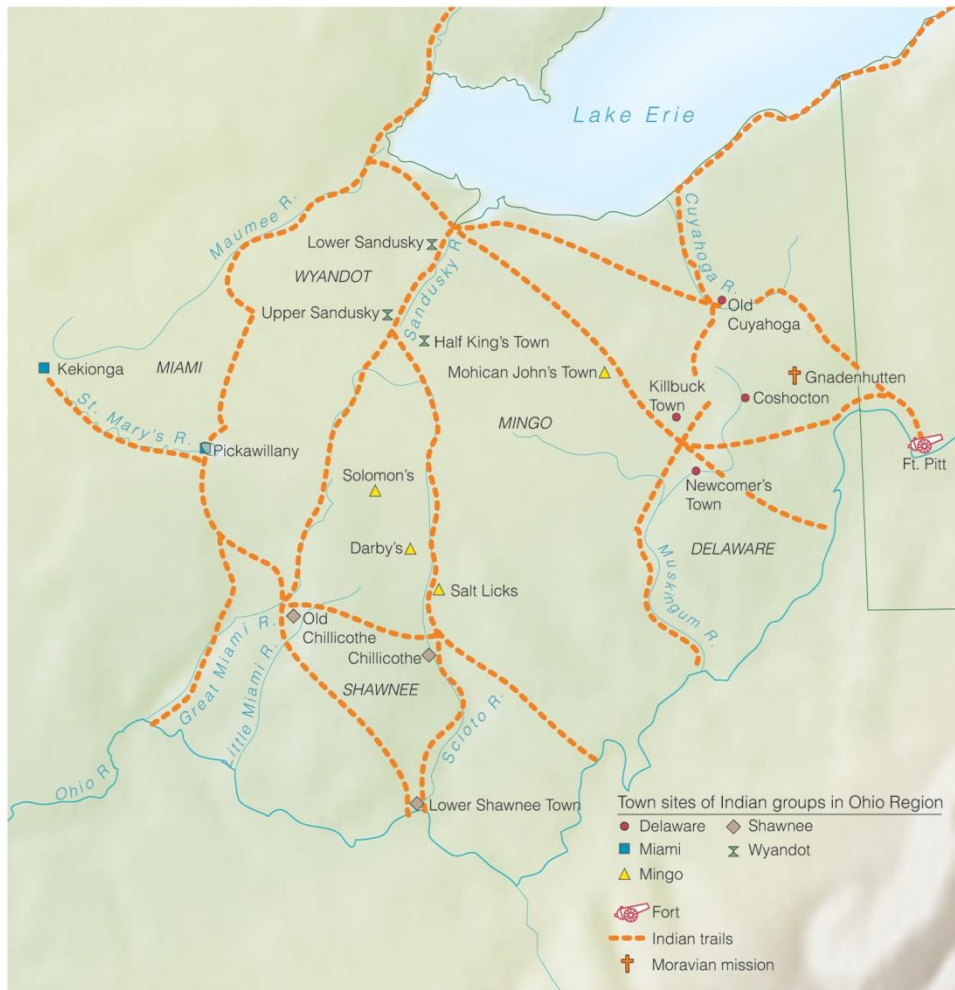 Lake Erie
Maumee R.
Cuyahoga R.
Lower Sandusky
WYANDOT
Sandusky R.
Upper Sandusky
Old
Cuyahoga
Half King's Town
Kekionga
MIAMI
Mohican John's Town
Gnadenhutten
Killbuck
Town
Coshocton
St. Mary's R.
MINGO
Pickawillany
Ft. Pitt
Solomon's
Newcomer's
Town
Darby's
DELAWARE
Salt Licks
Muskingum R.
Old
Chillicothe
Great Miami R.
Little Miami R.
Chillicothe
SHAWNEE
Scioto R.
Ohio R.
Lower Shawnee Town
Town sites of Indian groups in Ohio Region
Delaware
Shawnee
Miami
Wyandot
Mingo
Fort
Indian trails
Moravian mission